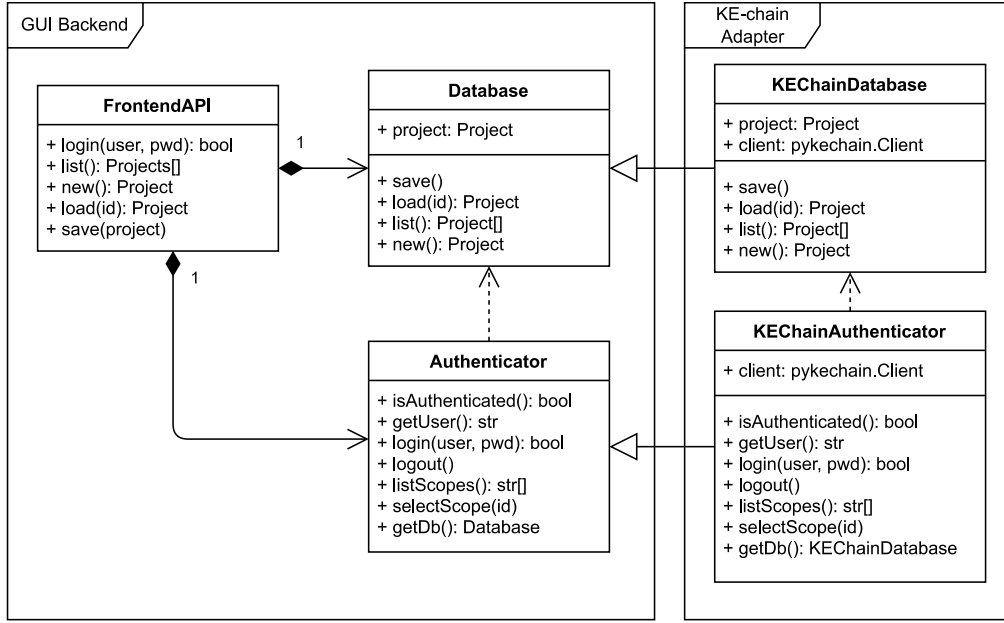 GUI Backend
FrontendAPI
+ login(user, pwd): bool
+ list(): Projects[]
+ new(): Project
+ load(id): Project
+ save(project)
1
1
Database
+ project: Project
+ save()
+ load(id): Project
+ list(): Project[]
+ new(): Project
Authenticator
+ isAuthenticated(): bool
+ getUser(): str
+ login(user, pwd): bool
+ logout()
+ listScopes(): str[]
+ selectScope(id)
+ getDb(): Database
KE-chain
Adapter
KEChainDatabase
+ project: Project
+ client: pykechain.Client
+ save()
+ load(id): Project
+ list(): Project[]
+ new(): Project
KEChainAuthenticator
+ client: pykechain.Client
+ isAuthenticated(): bool
+ getUser(): str
+ login(user, pwd): bool
+ logout()
+ listScopes(): str[]
+ selectScope(id)
+ getDb(): KEChainDatabase